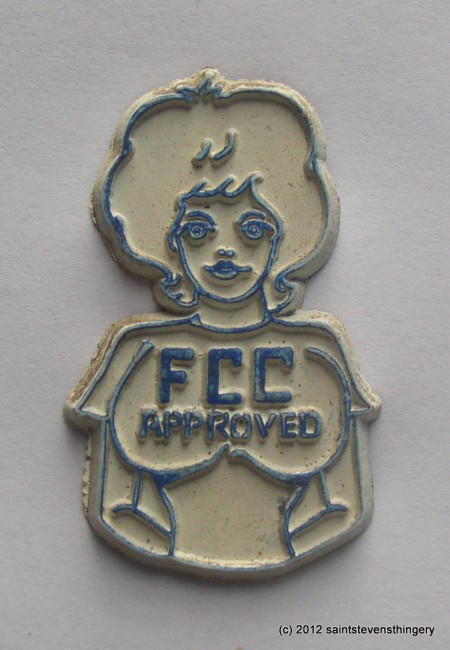 FCC
APPROVED
(c) 2012 saintstevensthingery